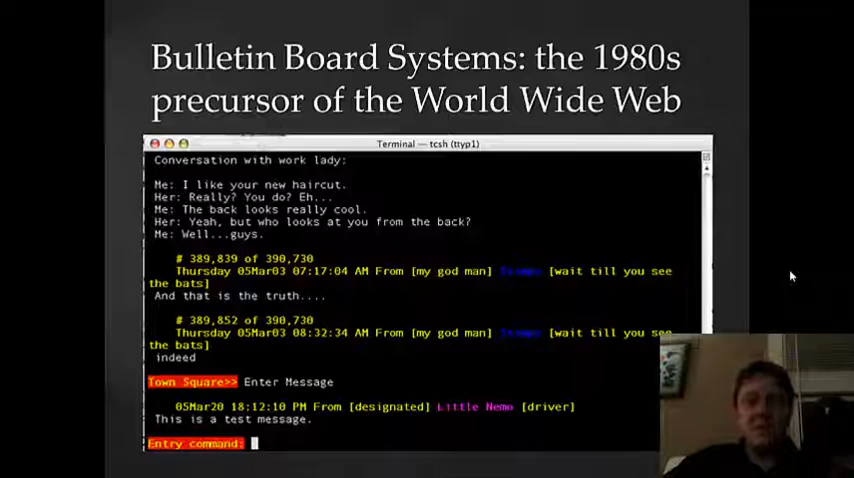 Bulletin Board Systems: the 1980s
precursor of the World Wide Web
Terminal — tcsh (ttyp1)
Conversation with work lady:
Me: I like your new haircut.
Her: Really? You do? Eh...
Me: The back looks really cool.
Her: Yeah, but who looks at you from the back?
Me: Well...guys.
# 389,839 of 390,730
Thursday 05Mar03 07:17:04 AM From [my god man] [wait till you see
the bats]
And that is the truth....
# 389,852 of 390,730
Thursday 05Mar03 08:32:34 AM From [my god man] [wait till you see
the bats]
indeed
Town Square>> Enter Message
05Mar20 18:12:10 PM From [designated] Little Nemo [driver]
This is a test message.
Entry command: